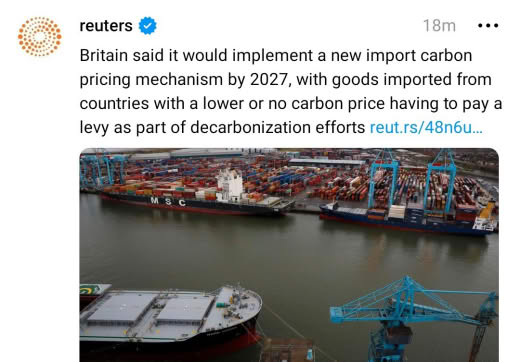 reuters 18m
Britain said it would implement a new import carbon
pricing mechanism by 2027, with goods imported from
countries with a lower or no carbon price having to pay a
levy as part of decarbonization efforts reut.rs/48n6u...
M S C